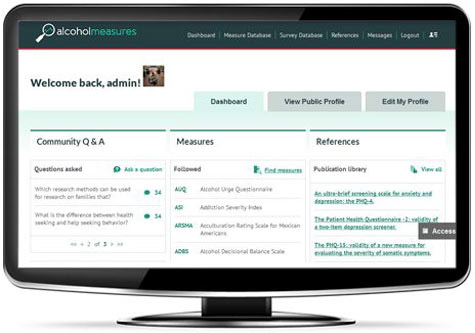 alcoholmeasures
Dashboard | Measure Database | Survey Database | References | Messages | Logout
Welcome back, admin!
Dashboard
View Public Profile
Edit My Profile
Community Q & A
Questions asked
Ask a question
Which research methods can be used
for research on families that?
34
What is the difference between health
seeking and help seeking behavior?
34
<< < 2 of 3 > >>
Measures
Followed
Find measures
AUQ Alcohol Urge Questionnaire
ASI Addiction Severity Index
ARSMA Acculturation Rating Scale for Mexican
Americans
ADBS Alcohol Decisional Balance Scale
References
Publication library
View all
An ultra-brief screening scale for anxiety and
depression: the PHQ-4.
The Patient Health Questionnaire -2: validity of
a two-item depression screener.
The PHQ-15: validity of a new measure for
evaluating the severity of somatic symptoms.
Access